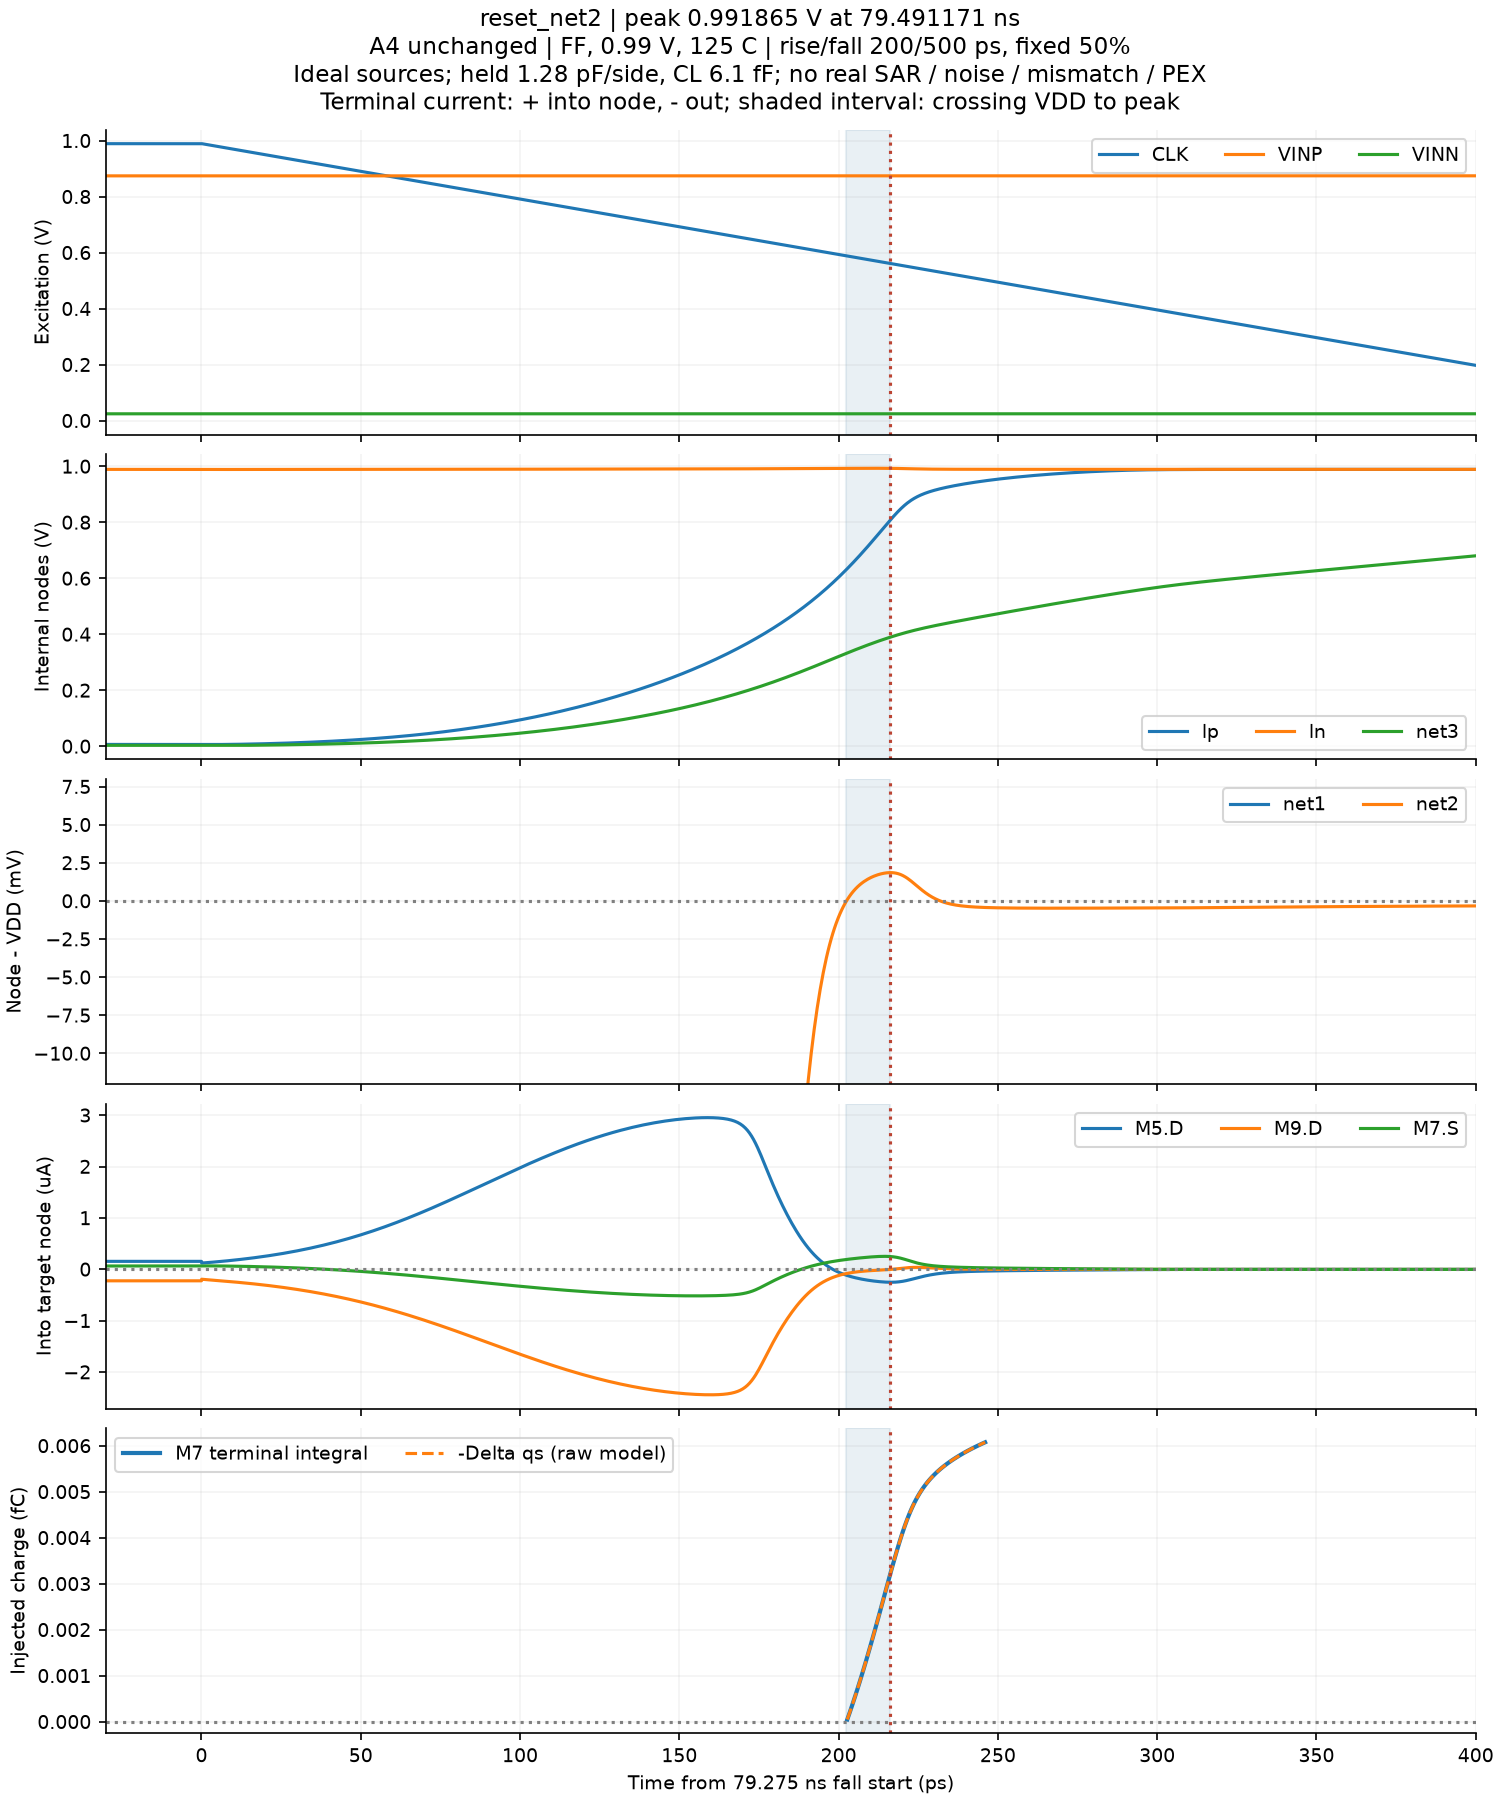 reset_net2 | peak 0.991865 V at 79.491171 ns
A4 unchanged | FF, 0.99 V, 125 C | rise/fall 200/500 ps, fixed 50%
Ideal sources; held 1.28 pF/side, CL 6.1 fF; no real SAR / noise / mismatch / PEX
Terminal current: + into node, - out; shaded interval: crossing VDD to peak
Excitation (V)
1.0
0.8
0.6
0.4
0.2
0.0
CLK VINP VINN
Internal nodes (V)
1.0
0.8
0.6
0.4
0.2
0.0
lp ln net3
Node - VDD (mV)
7.5
5.0
2.5
0.0
−2.5
−5.0
−7.5
−10.0
net1 net2
Into target node (uA)
3
2
1
0
−1
−2
M5.D M9.D M7.S
Injected charge (fC)
0.006
0.005
0.004
0.003
0.002
0.001
0.000
M7 terminal integral -Delta qs (raw model)
0 50 100 150 200 250 300 350 400
Time from 79.275 ns fall start (ps)